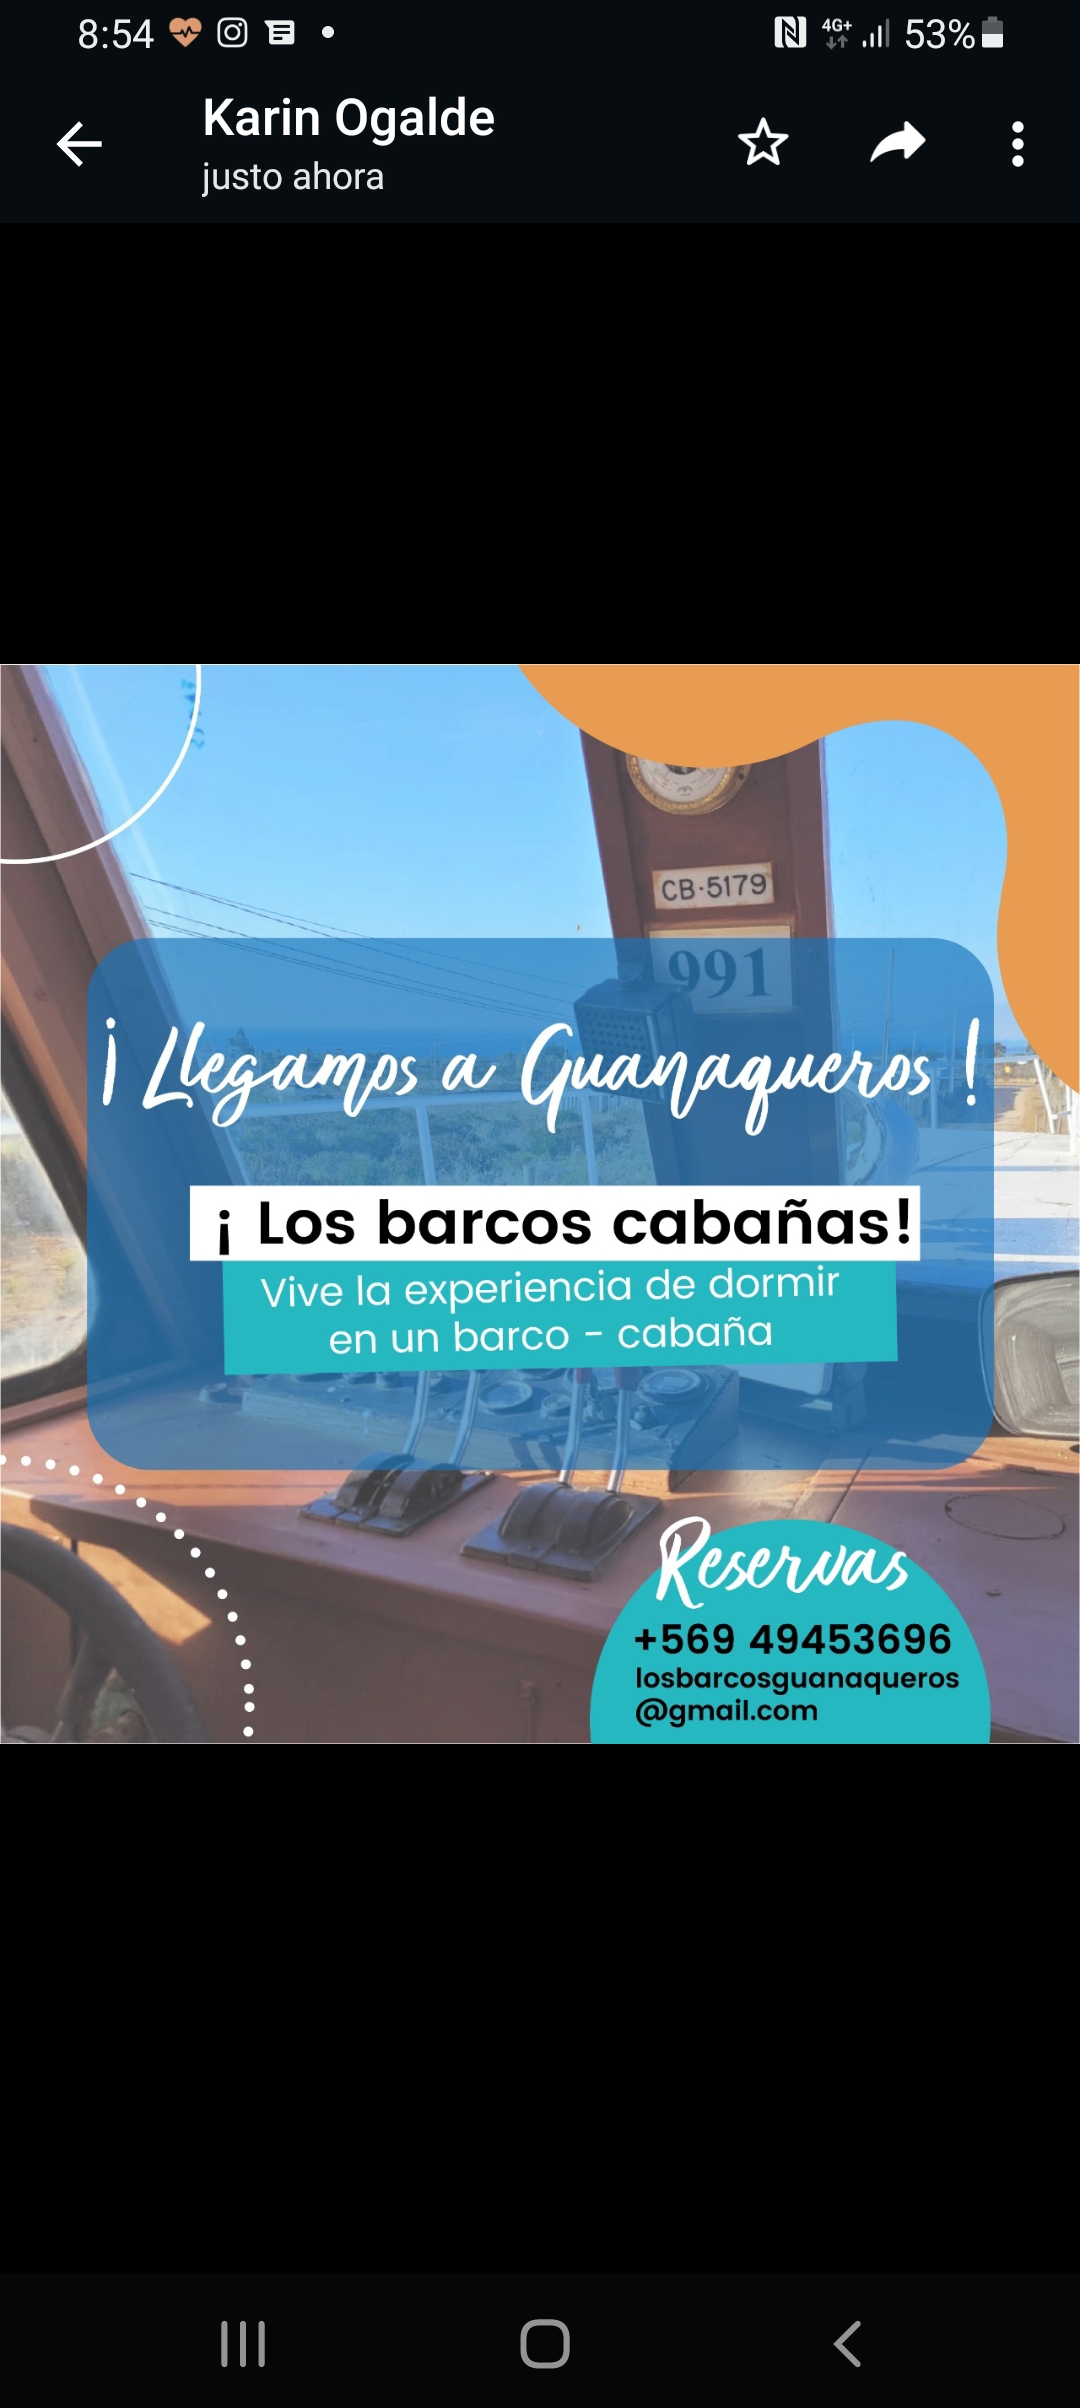 8:54
4G+
53%
Karin Ogalde
justo ahora
CB·5179
991
¡ Llegamos a Guanaqueros !
¡ Los barcos cabañas!
Vive la experiencia de dormir
en un barco - cabaña
Reservas
+569 49453696
losbarcosguanaqueros
@gmail.com